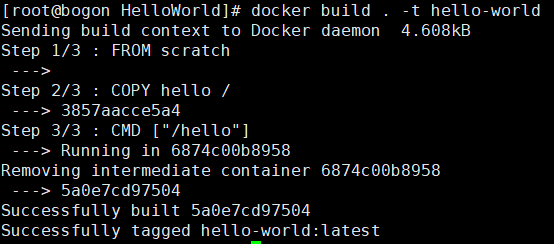 [root@bogon HelloWorld]# docker build . -t hello-world
Sending build context to Docker daemon  4.608kB
Step 1/3 : FROM scratch
 --->
Step 2/3 : COPY hello /
 ---> 3857aacce5a4
Step 3/3 : CMD ["/hello"]
 ---> Running in 6874c00b8958
Removing intermediate container 6874c00b8958
 ---> 5a0e7cd97504
Successfully built 5a0e7cd97504
Successfully tagged hello-world:latest